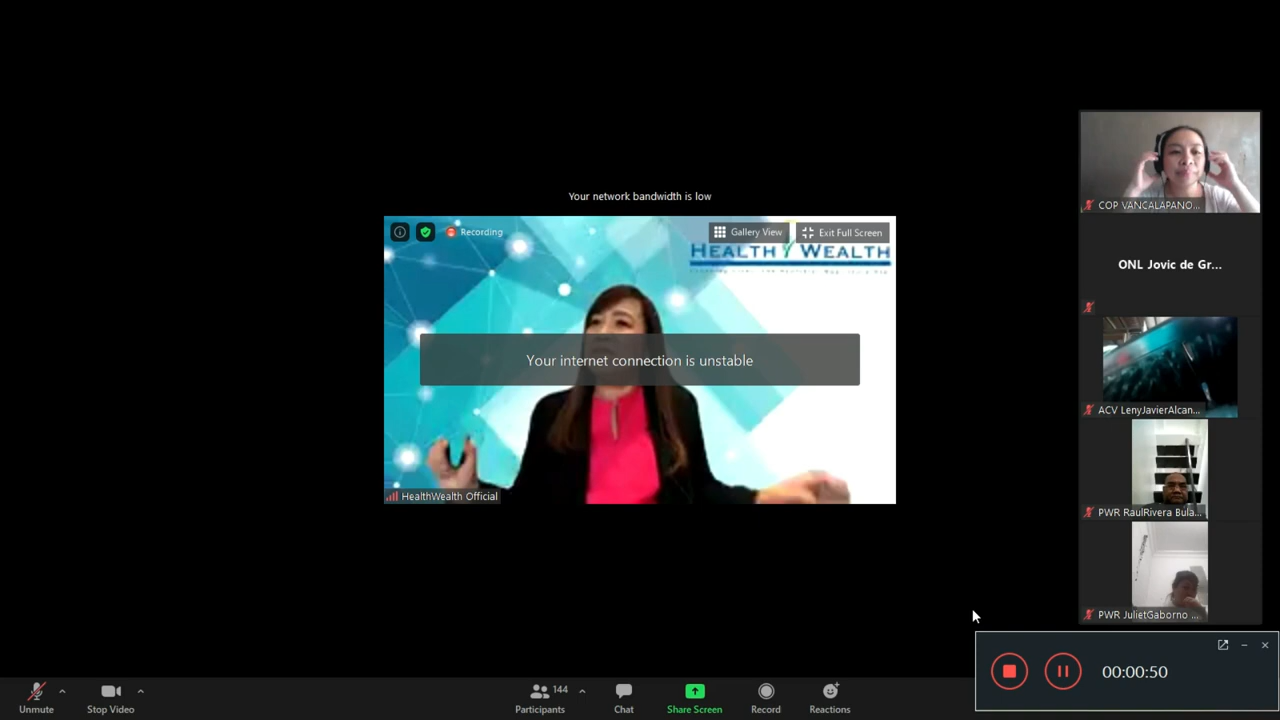 Your network bandwidth is low
Recording
Gallery View
Exit Full Screen
HEALTH WEALTH
Your internet connection is unstable
HealthWealth Official
COP VANCALAPANO...
ONL Jovic de Gr...
ACV LenyJavierAlcan...
PWR RaulRivera Bula...
PWR JulietGaborno ...
00:00:50
Unmute
Stop Video
144
Participants
Chat
Share Screen
Record
Reactions